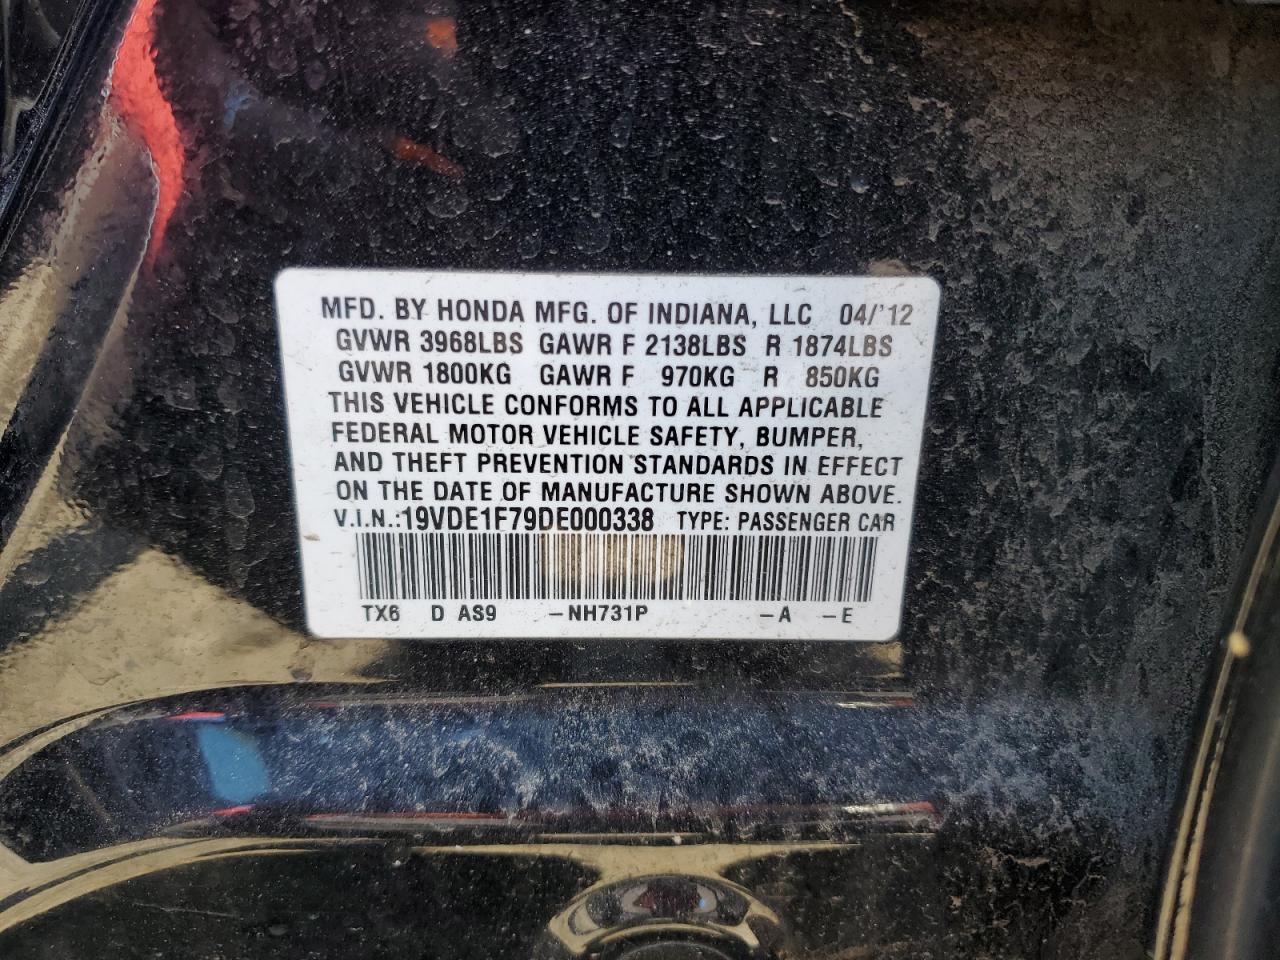 MFD. BY HONDA MFG. OF INDIANA, LLC 04/'12
GVWR 3968LBS GAWR F 2138LBS R 1874LBS
GVWR 1800KG GAWR F 970KG R 850KG
THIS VEHICLE CONFORMS TO ALL APPLICABLE
FEDERAL MOTOR VEHICLE SAFETY, BUMPER,
AND THEFT PREVENTION STANDARDS IN EFFECT
ON THE DATE OF MANUFACTURE SHOWN ABOVE.
V.I.N.:19VDE1F79DE000338 TYPE: PASSENGER CAR
TX6 D AS9 –NH731P –A –E